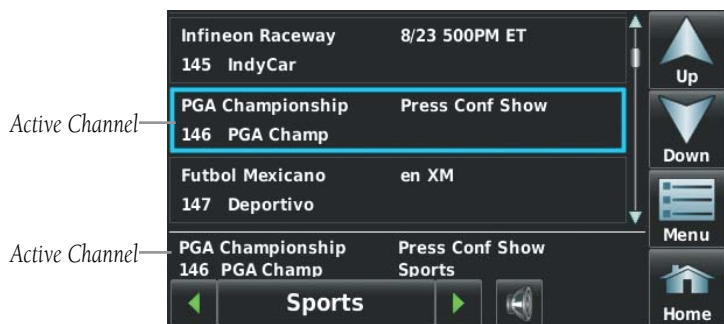 Infineon Raceway 8/23 500PM ET
145 IndyCar
Up
PGA Championship Press Conf Show
Active Channel
146 PGA Champ
Down
Futbol Mexicano en XM
147 Deportivo
Menu
PGA Championship Press Conf Show
Active Channel
146 PGA Champ Sports
Sports
Home